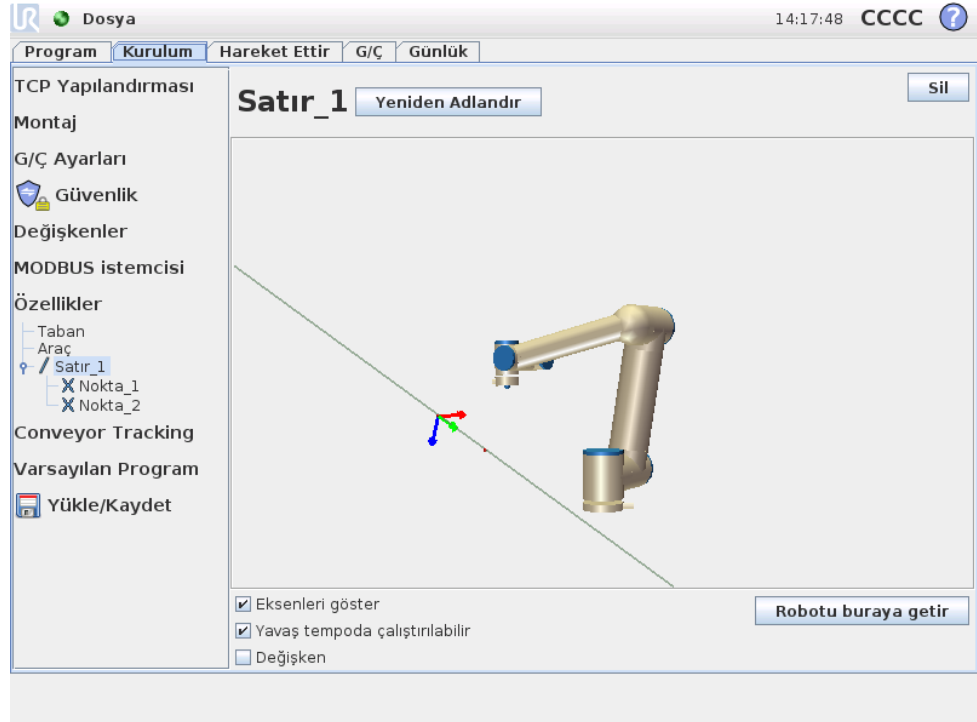 UR Dosya 14:17:48 CCCC ?
Program Kurulum Hareket Ettir G/Ç Günlük
TCP Yapılandırması
Montaj
G/Ç Ayarları
Güvenlik
Değişkenler
MODBUS istemcisi
Özellikler
Taban
Araç
Satır_1
Nokta_1
Nokta_2
Conveyor Tracking
Varsayılan Program
Yükle/Kaydet
Satır_1 Yeniden Adlandır Sil
Eksenleri göster
Yavaş tempoda çalıştırılabilir
Değişken
Robotu buraya getir